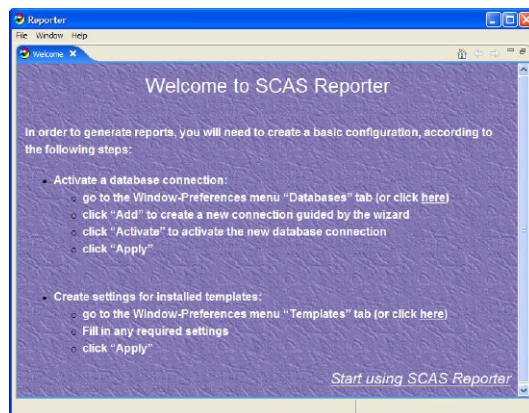 Reporter
File Window Help
Welcome
Welcome to SCAS Reporter
In order to generate reports, you will need to create a basic configuration, according to
the following steps:
Activate a database connection:
go to the Window-Preferences menu “Databases” tab (or click here)
click “Add” to create a new connection guided by the wizard
click “Activate” to activate the new database connection
click “Apply”
Create settings for installed templates:
go to the Window-Preferences menu “Templates” tab (or click here)
Fill in any required settings
click “Apply”
Start using SCAS Reporter